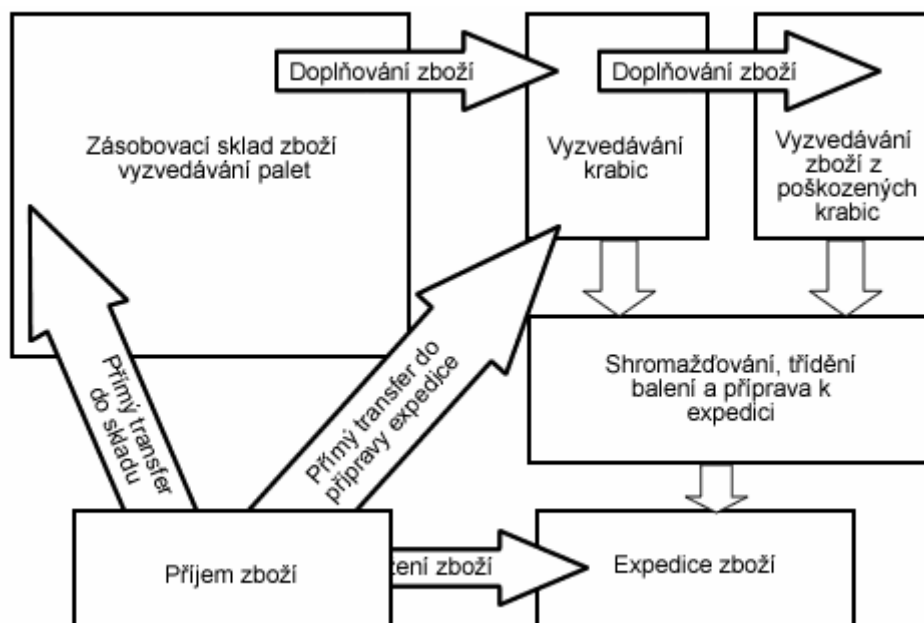 Doplňování zboží
Doplňování zboží
Zásobovací sklad zboží
vyzvedávání palet
Vyzvedávání
krabic
Vyzvedávání
zboží z
poškozených
krabic
Přímý transfer
do skladu
Přímý transfer do
přípravy expedice
Shromažďování, třídění
balení a příprava k
expedici
Příjem zboží
zboží
Expedice zboží